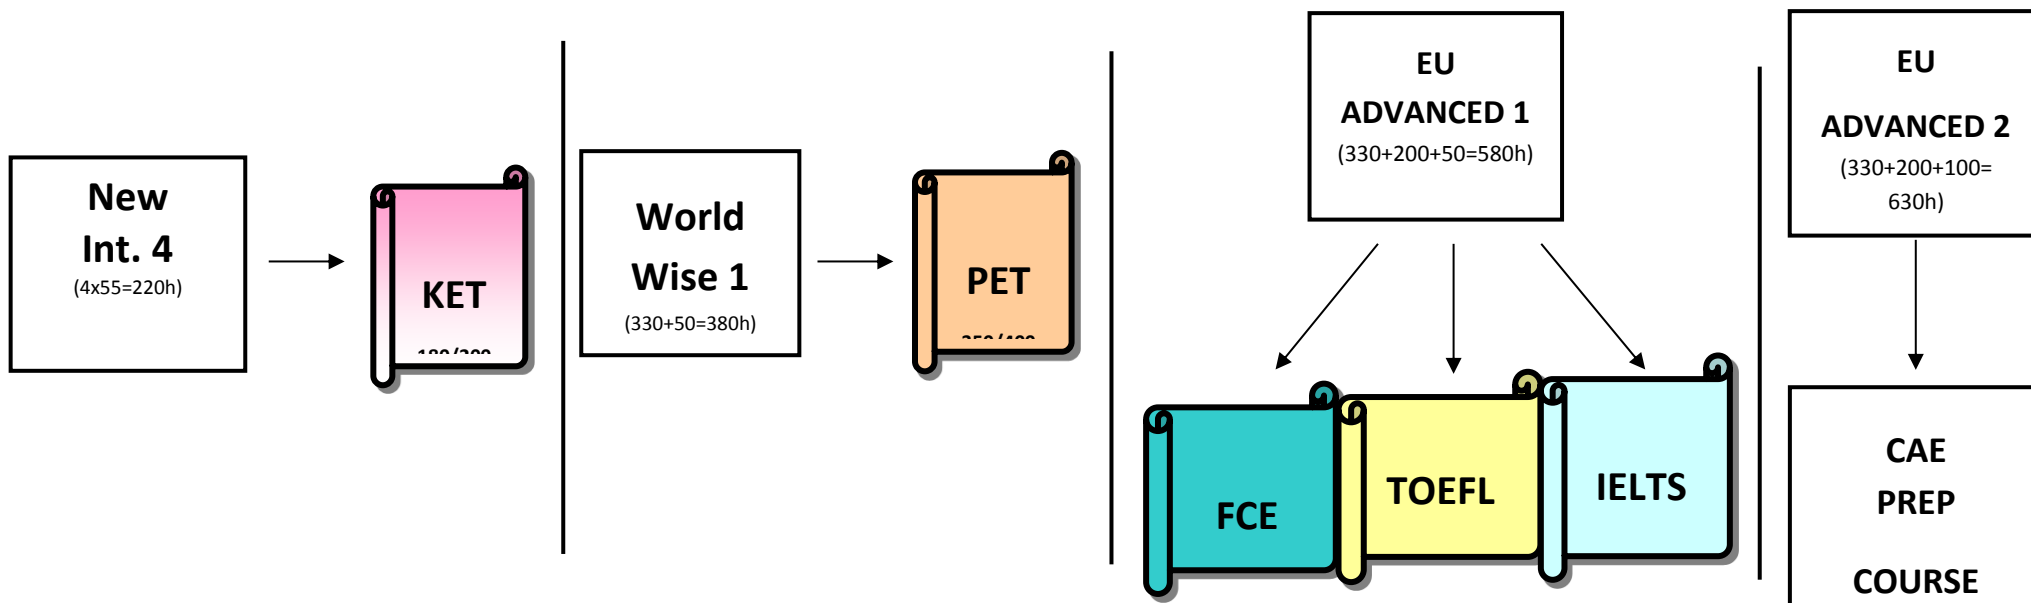 New
Int. 4
(4x55=220h)
KET
World
Wise 1
(330+50=380h)
PET
EU
ADVANCED 1
(330+200+50=580h)
FCE
TOEFL
IELTS
EU
ADVANCED 2
(330+200+100=
630h)
CAE
PREP
COURSE